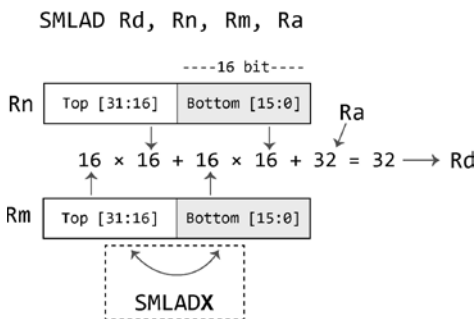 SMLAD Rd, Rn, Rm, Ra
----16 bit----
Rn Top [31:16] Bottom [15:0]
Ra
16 × 16 + 16 × 16 + 32 = 32 Rd
Rm Top [31:16] Bottom [15:0]
SMLADX